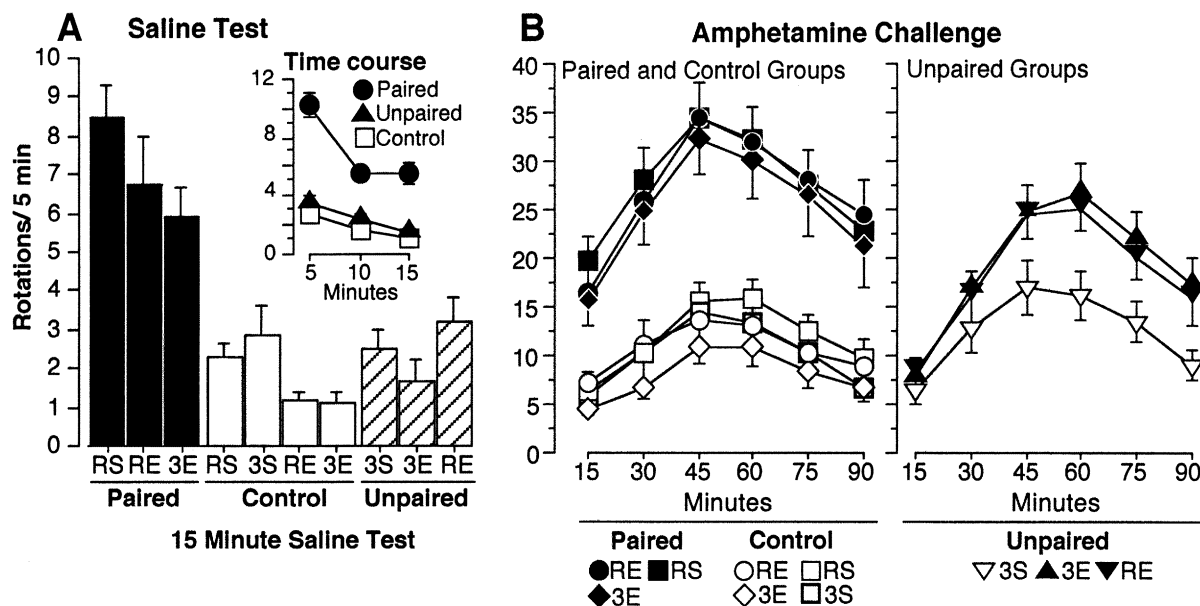 A Saline Test
Rotations/ 5 min
10
9
8
7
6
5
4
3
2
1
0
Time course
12
8
4
0
Paired
Unpaired
Control
5 10 15
Minutes
RS RE 3E RS 3S RE 3E 3S 3E RE
Paired Control Unpaired
15 Minute Saline Test
B Amphetamine Challenge
Paired and Control Groups
40
35
30
25
20
15
10
5
0
15 30 45 60 75 90
Minutes
Paired Control
RE RS RE RS
3E 3E 3S
Unpaired Groups
15 30 45 60 75 90
Minutes
Unpaired
3S 3E RE